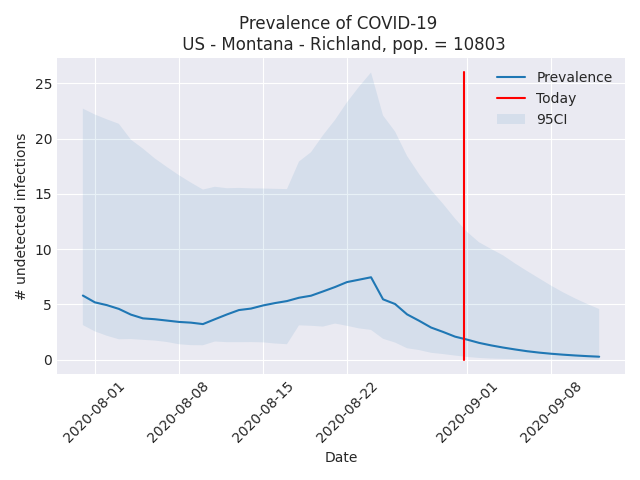 Prevalence of COVID-19
US - Montana - Richland, pop. = 10803
Prevalence
Today
95CI
# undetected infections
25
20
15
10
5
0
2020-08-01
2020-08-08
2020-08-15
2020-08-22
2020-09-01
2020-09-08
Date